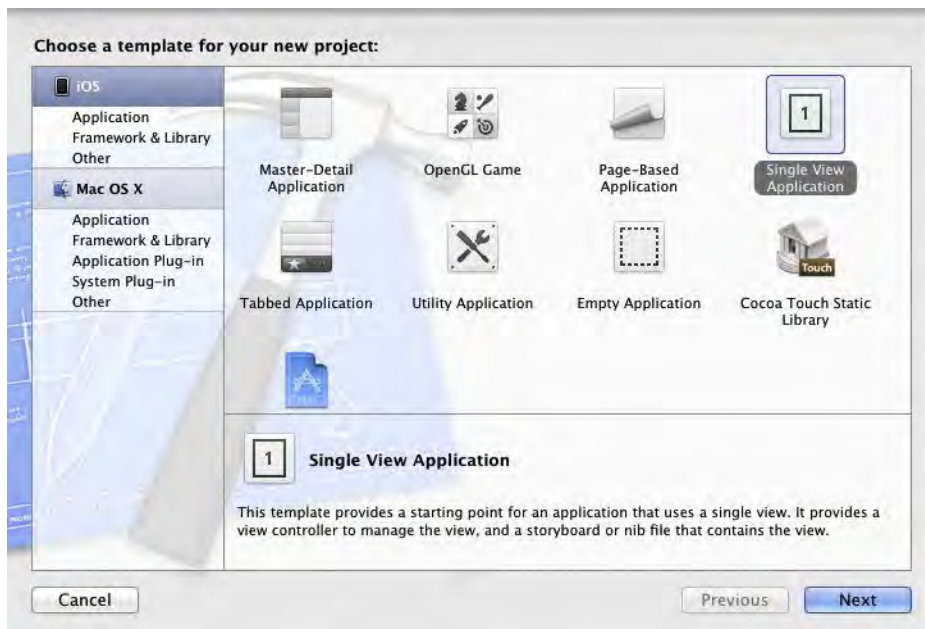 Choose a template for your new project:
iOS
Application
Framework & Library
Other
Mac OS X
Application
Framework & Library
Application Plug-in
System Plug-in
Other
Master-Detail
Application
OpenGL Game
Page-Based
Application
1
Single View
Application
Tabbed Application
Utility Application
Empty Application
Touch
Cocoa Touch Static
Library
1
Single View Application
This template provides a starting point for an application that uses a single view. It provides a
view controller to manage the view, and a storyboard or nib file that contains the view.
Cancel
Previous
Next